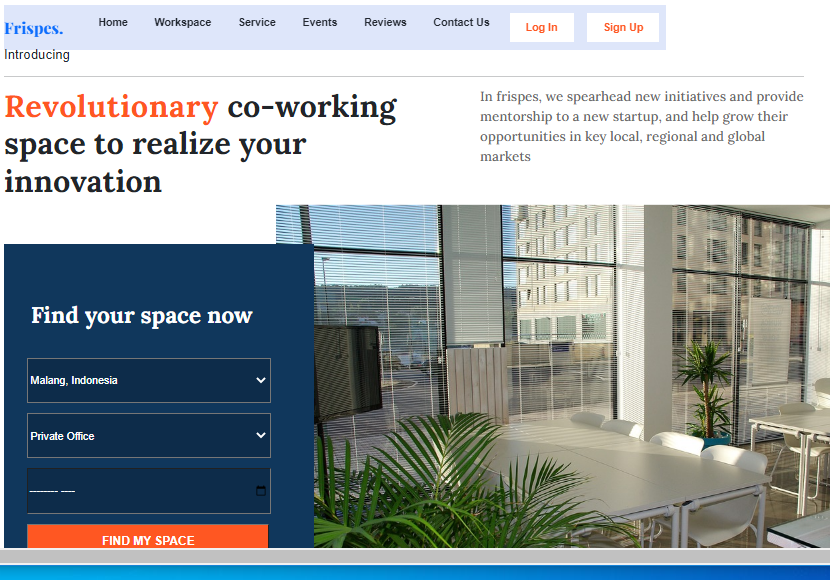 Frispes.
Home Workspace Service Events Reviews Contact Us Log In Sign Up
Introducing
Revolutionary co-working
space to realize your
innovation
In frispes, we spearhead new initiatives and provide
mentorship to a new startup, and help grow their
opportunities in key local, regional and global
markets
Find your space now
Malang, Indonesia
Private Office
--------- ----
FIND MY SPACE